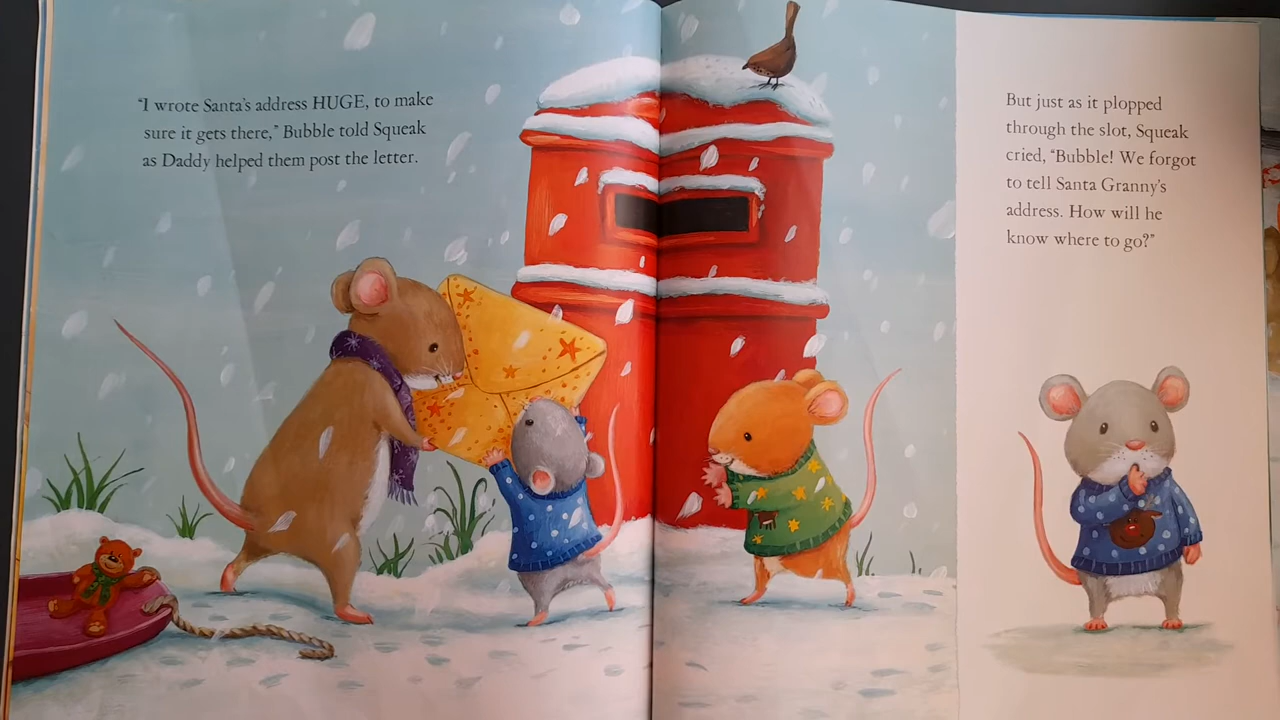 "I wrote Santa's address HUGE, to make
sure it gets there," Bubble told Squeak
as Daddy helped them post the letter.
But just as it plopped
through the slot, Squeak
cried, "Bubble! We forgot
to tell Santa Granny's
address. How will he
know where to go?"